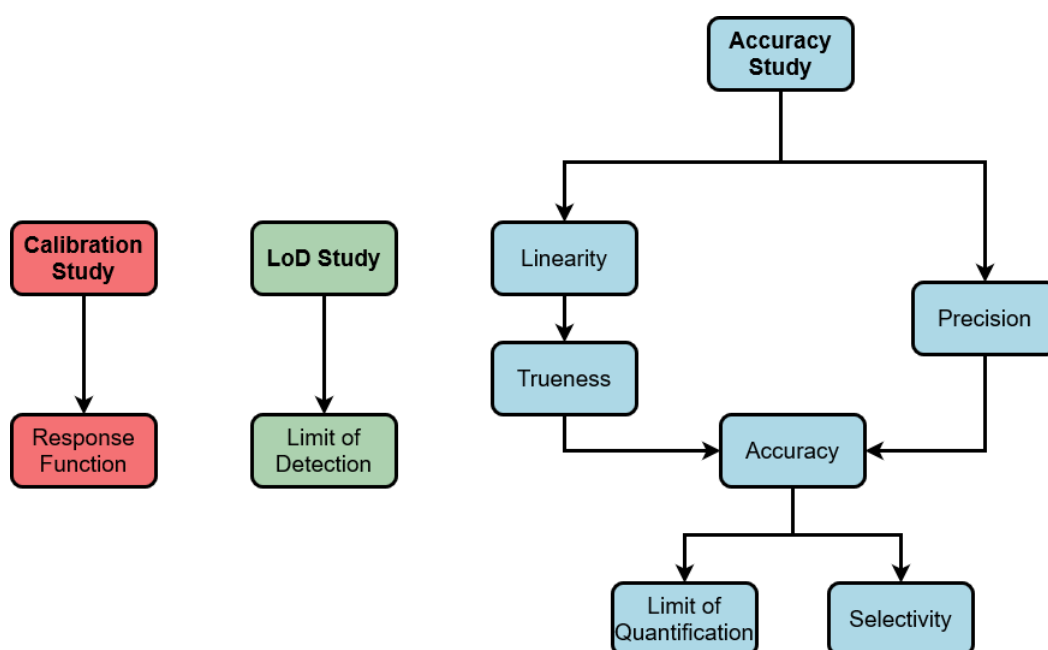 Accuracy
Study
Calibration
Study
LoD Study
Linearity
Precision
Trueness
Response
Function
Limit of
Detection
Accuracy
Limit of
Quantification
Selectivity